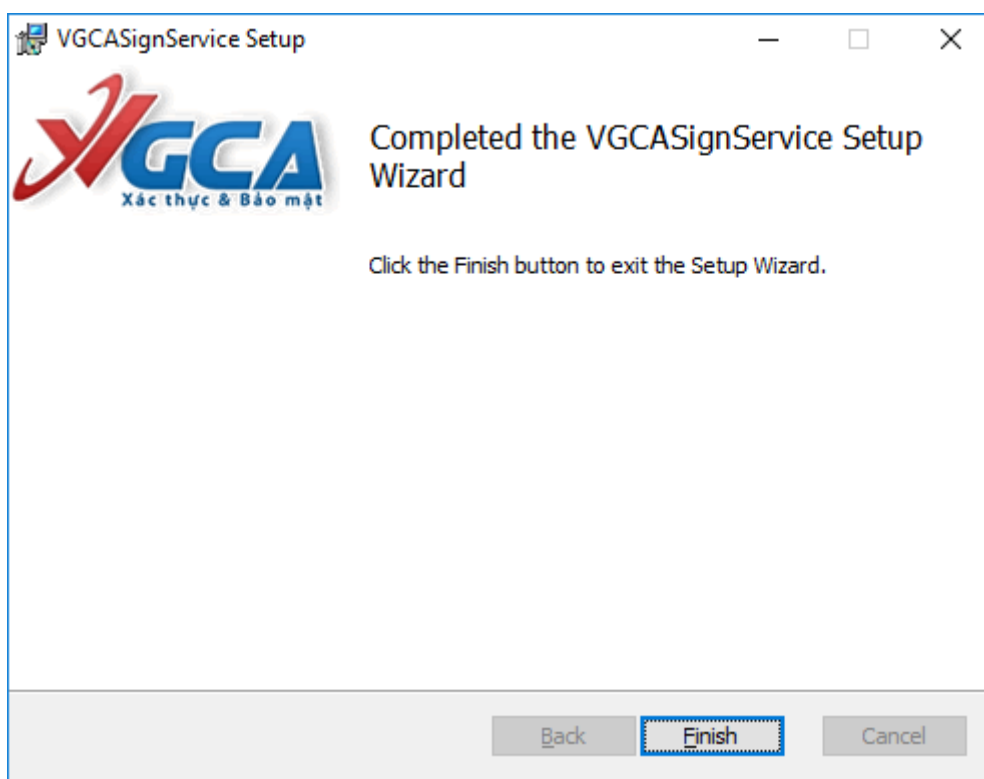 VGCASignService Setup
VGCA
Xác thực & Bảo mật
Completed the VGCASignService Setup
Wizard
Click the Finish button to exit the Setup Wizard.
Back Finish Cancel